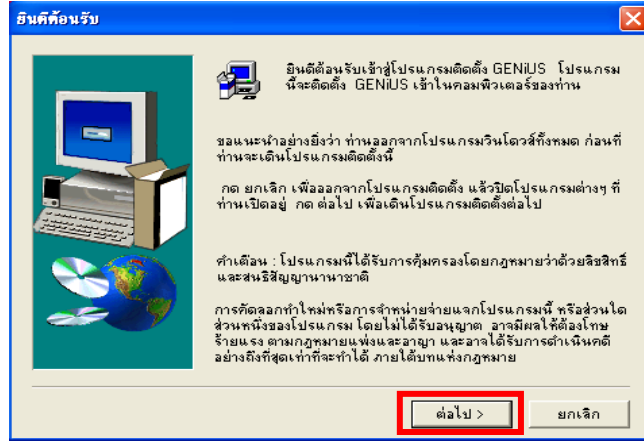 ยินดีต้อนรับ
ยินดีต้อนรับเข้าสู่โปรแกรมติดตั้ง GENiUS โปรแกรม
นี้จะติดตั้ง GENiUS เข้าในคอมพิวเตอร์ของท่าน
ขอแนะนำอย่างยิ่งว่า ท่านออกจากโปรแกรมวินโดวส์ทั้งหมด ก่อนที่
ท่านจะเดินโปรแกรมติดตั้งนี้
กด ยกเลิก เพื่อออกจากโปรแกรมติดตั้ง แล้วปิดโปรแกรมต่างๆ ที่
ท่านเปิดอยู่ กด ต่อไป เพื่อเดินโปรแกรมติดตั้งต่อไป
คำเตือน : โปรแกรมนี้ได้รับการคุ้มครองโดยกฎหมายว่าด้วยลิขสิทธิ์
และสนธิสัญญานานาชาติ
การคัดลอกทำใหม่หรือการจำหน่ายจ่ายแจกโปรแกรมนี้ หรือส่วนใด
ส่วนหนึ่งของโปรแกรม โดยไม่ได้รับอนุญาต อาจมีผลให้ต้องโทษ
ร้ายแรง ตามกฎหมายแพ่งและอาญา และอาจได้รับการดำเนินคดี
อย่างถึงที่สุดเท่าที่จะทำได้ ภายใต้บทแห่งกฎหมาย
ต่อไป >
ยกเลิก